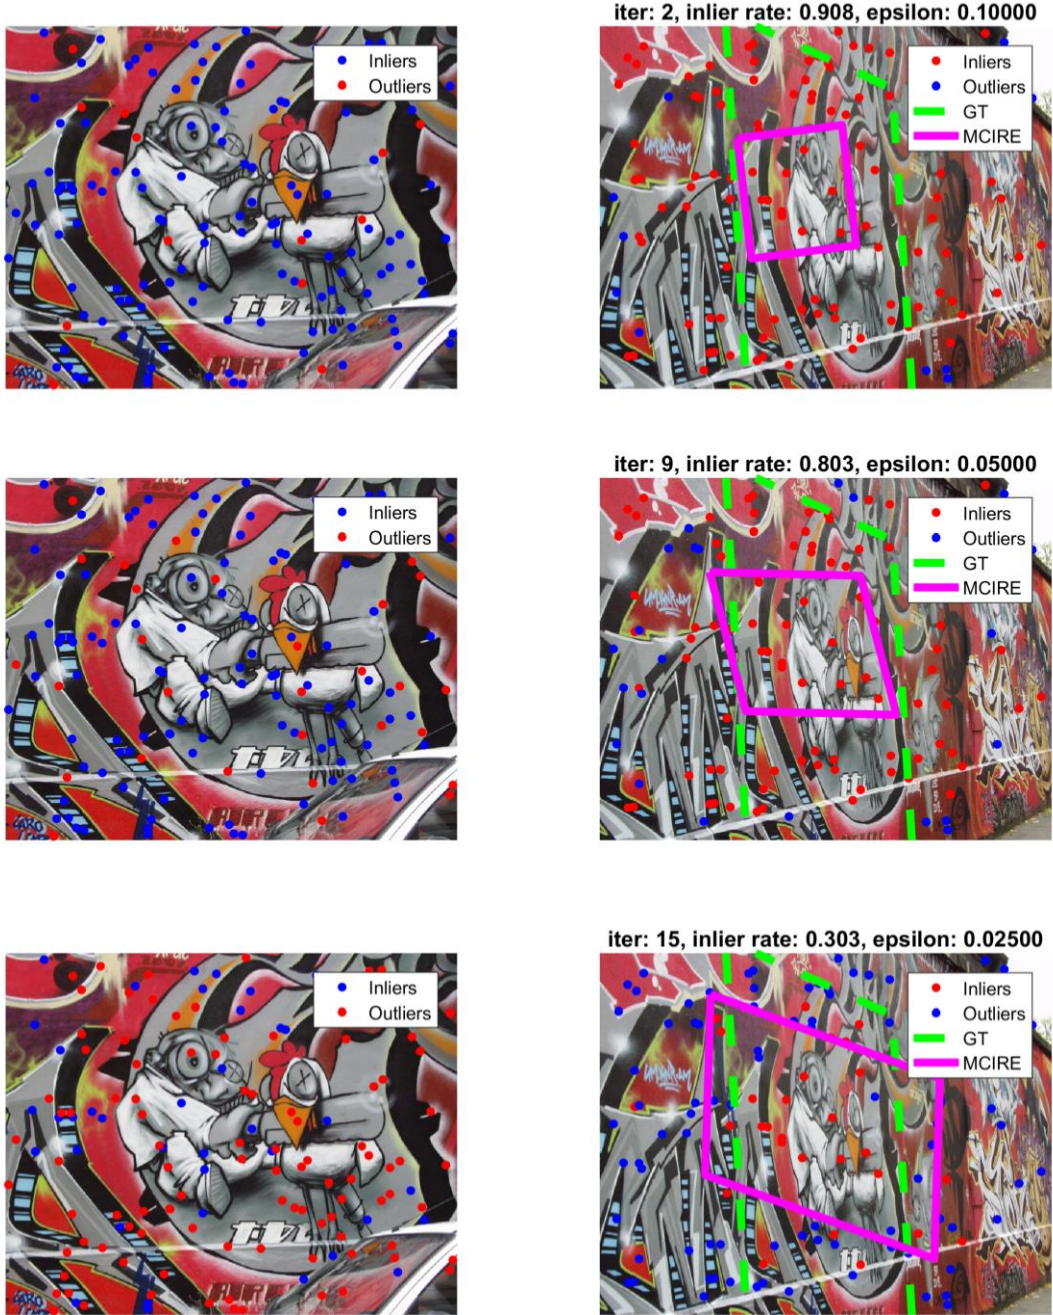 iter: 2, inlier rate: 0.908, epsilon: 0.10000
Inliers
Outliers
Inliers
Outliers
GT
MCIRE
iter: 9, inlier rate: 0.803, epsilon: 0.05000
Inliers
Outliers
Inliers
Outliers
GT
MCIRE
iter: 15, inlier rate: 0.303, epsilon: 0.02500
Inliers
Outliers
Inliers
Outliers
GT
MCIRE